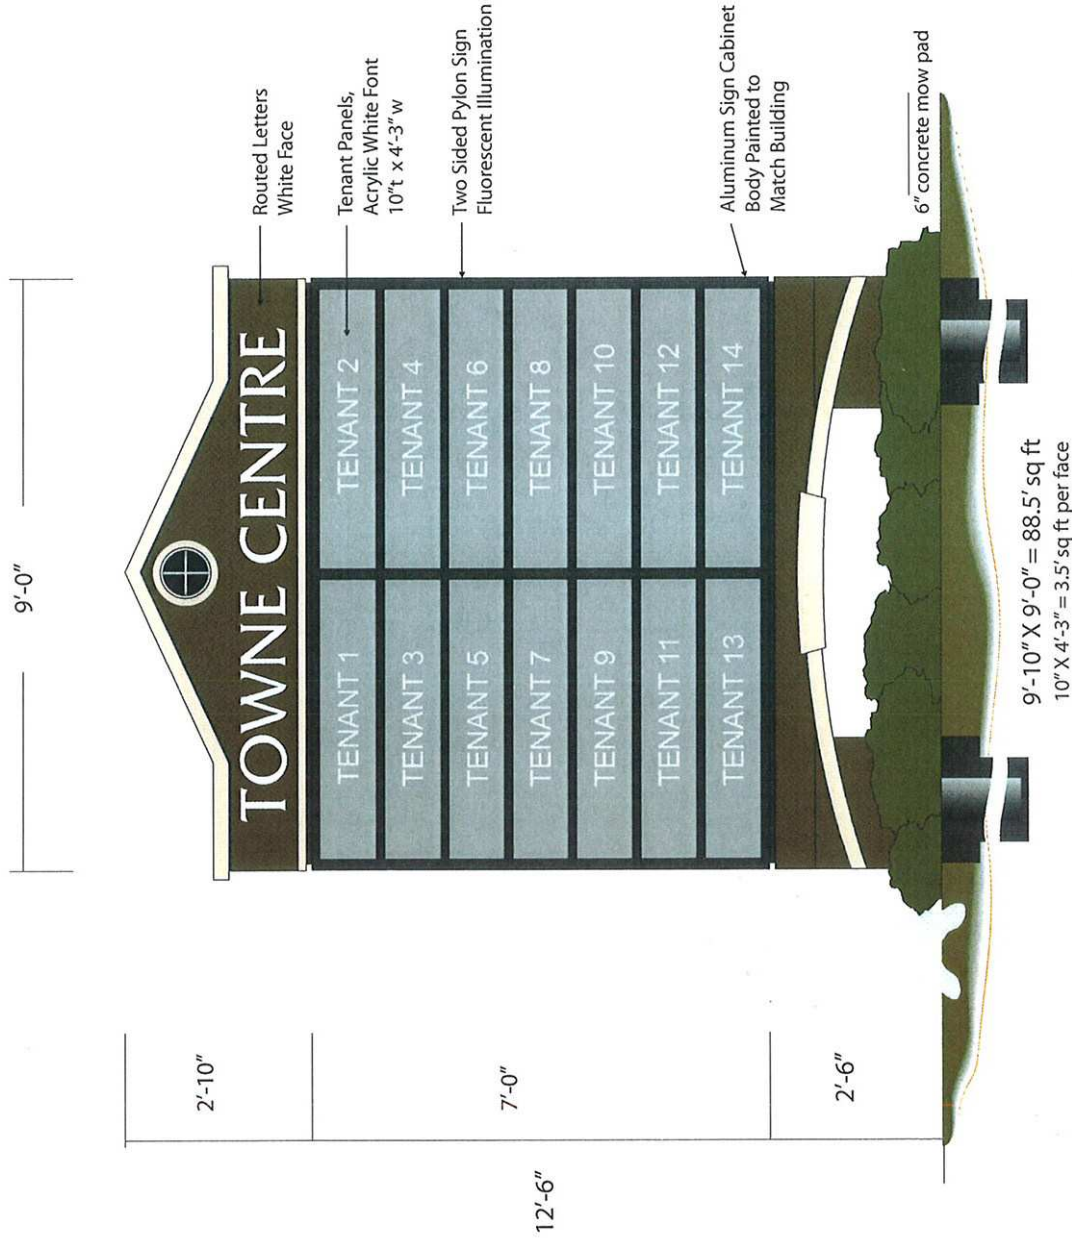 9'-0"
Routed Letters
White Face
Tenant Panels,
Acrylic White Font
10"t x 4'-3" w
Two Sided Pylon Sign
Fluorescent Illumination
Aluminum Sign Cabinet
Body Painted to
Match Building
6" concrete mow pad
TOWNE CENTRE
TENANT 1
TENANT 2
TENANT 3
TENANT 4
TENANT 5
TENANT 6
TENANT 7
TENANT 8
TENANT 9
TENANT 10
TENANT 11
TENANT 12
TENANT 13
TENANT 14
2'-10"
7'-0"
2'-6"
12'-6"
9'-10" X 9'-0" = 88.5' sq ft
10" X 4'-3" = 3.5' sq ft per face